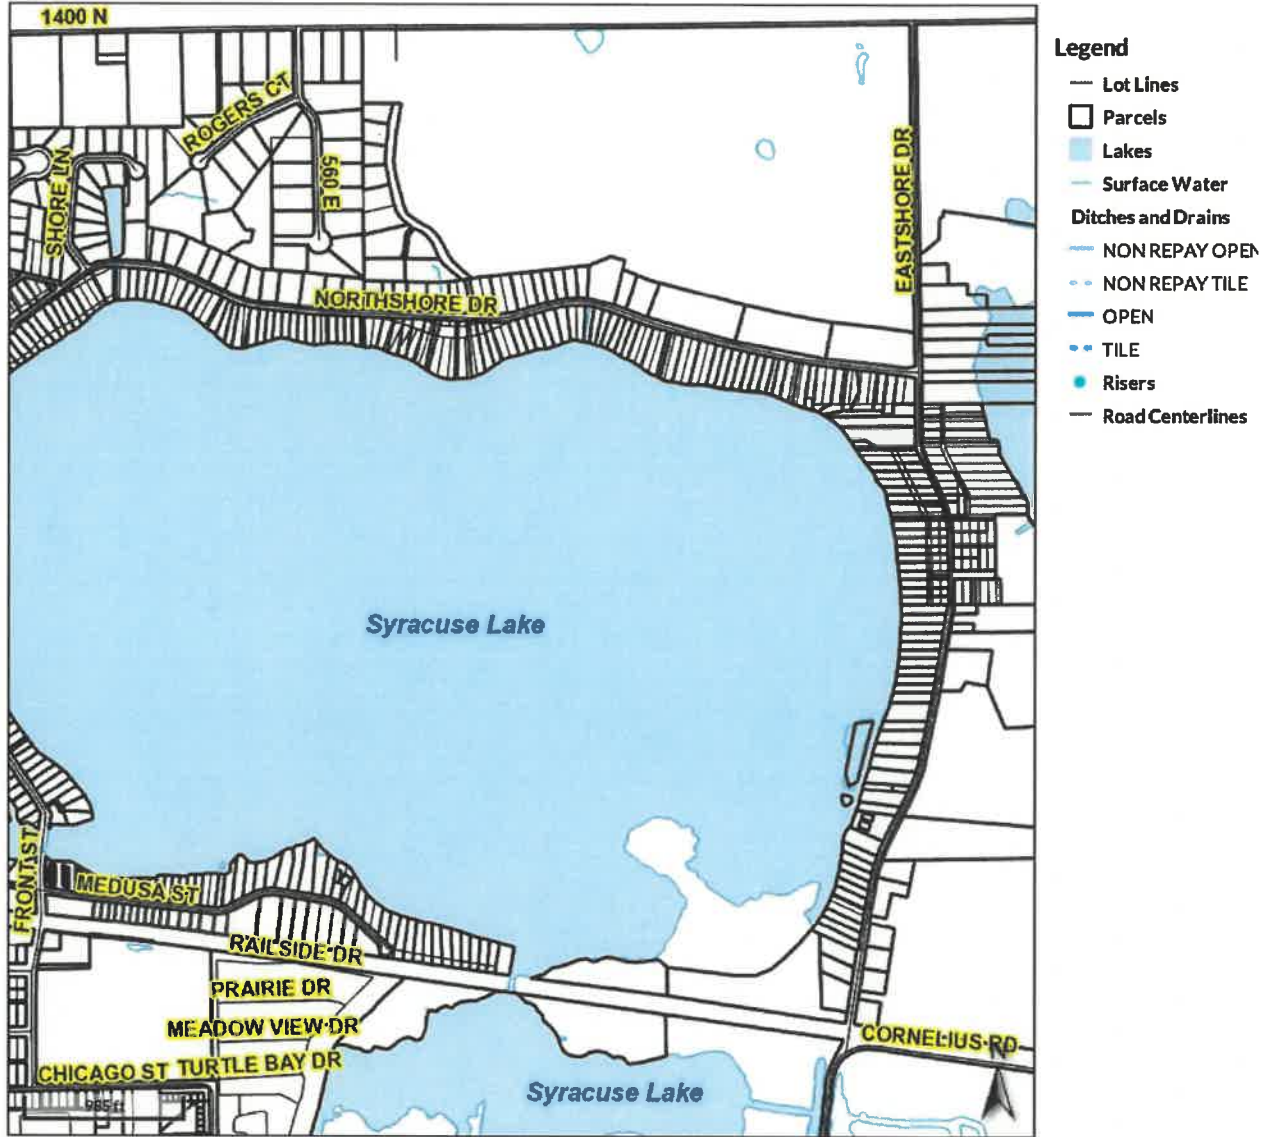 1400 N
ROGERS CT
SHORE LN
560 E
EASTSHORE DR
NORTHSHORE DR
Syracuse Lake
FRONT ST
MEDUSA ST
RAILSIDE DR
PRAIRIE DR
MEADOW VIEW DR
CHICAGO ST TURTLE BAY DR
CORNELIUS RD
N
Syracuse Lake
985 ft
Legend
Lot Lines
Parcels
Lakes
Surface Water
Ditches and Drains
NON REPAY OPEN
NON REPAY TILE
OPEN
TILE
Risers
Road Centerlines